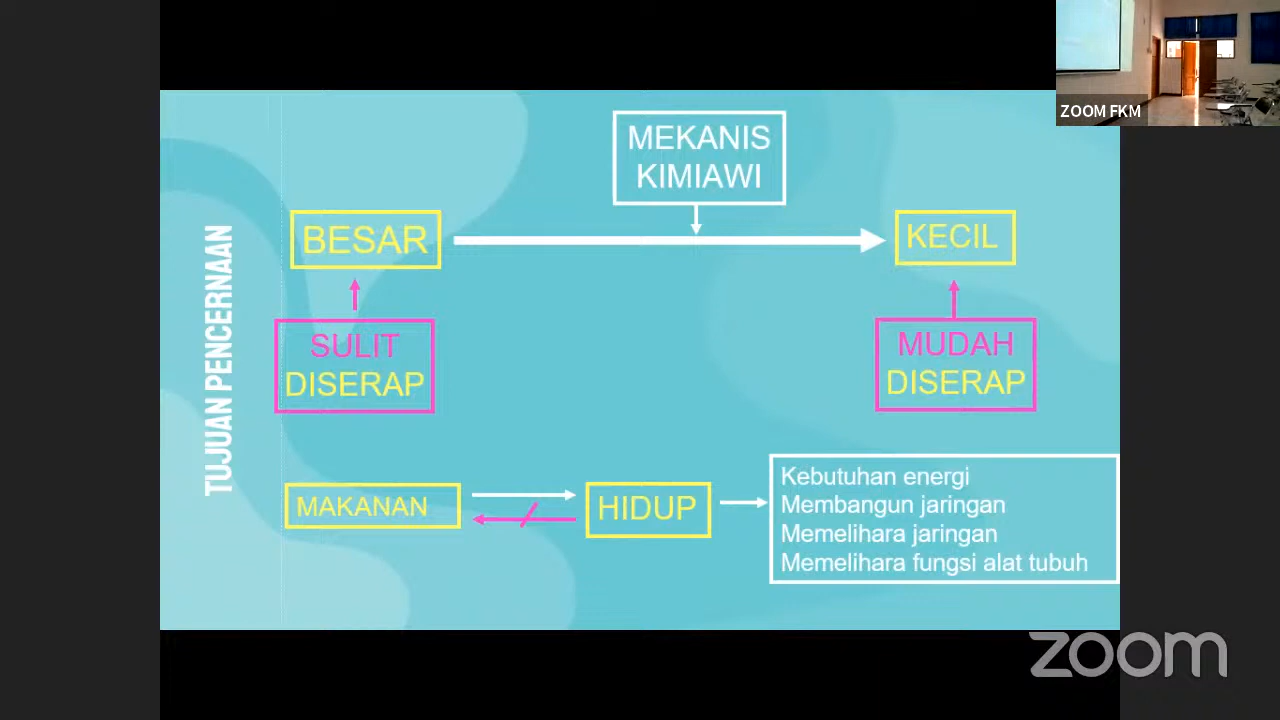 ZOOM FKM
TUJUAN PENCERNAAN
MEKANIS
KIMIAWI
BESAR
KECIL
SULIT
DISERAP
MUDAH
DISERAP
MAKANAN
HIDUP
Kebutuhan energi
Membangun jaringan
Memelihara jaringan
Memelihara fungsi alat tubuh
zoom